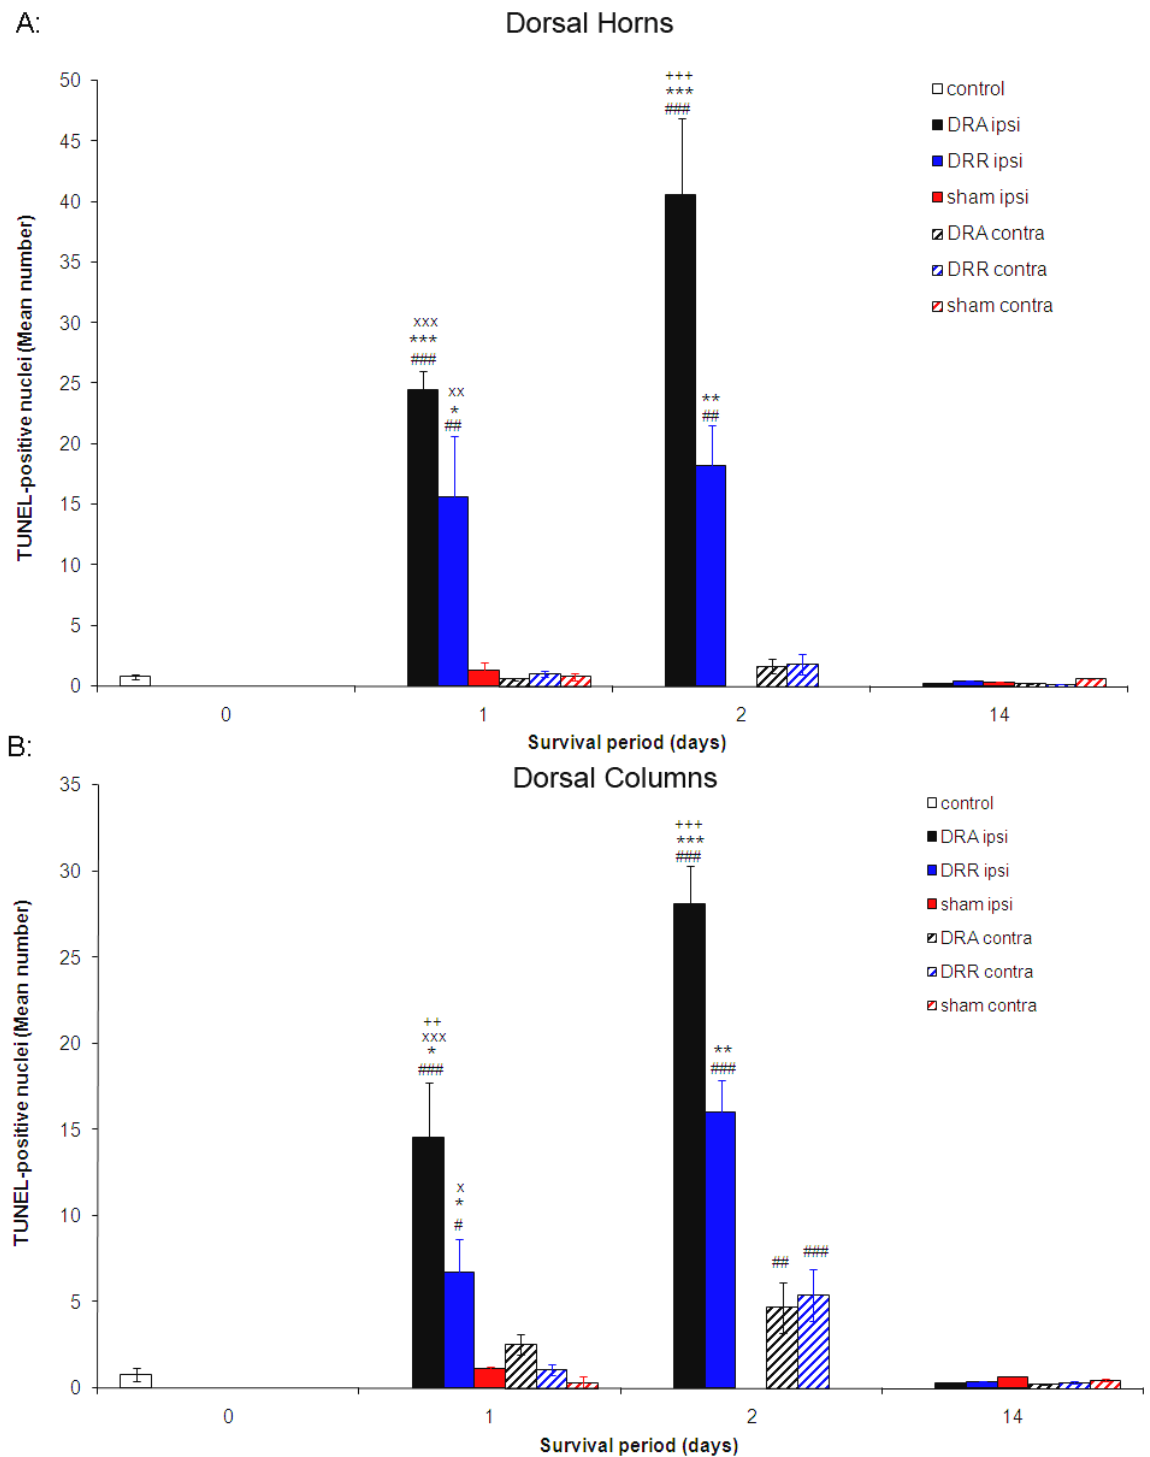 A:
Dorsal Horns
TUNEL-positive nuclei (Mean number)
50
45
40
35
30
25
20
15
10
5
0
xxx
***
###
xx
*
##
+++
***
###
**
##
control
DRA ipsi
DRR ipsi
sham ipsi
DRA contra
DRR contra
sham contra
0 1 2 14
Survival period (days)
B:
Dorsal Columns
TUNEL-positive nuclei (Mean number)
35
30
25
20
15
10
5
0
++
xxx
*
###
x
*
#
+++
***
###
**
###
##
###
control
DRA ipsi
DRR ipsi
sham ipsi
DRA contra
DRR contra
sham contra
0 1 2 14
Survival period (days)